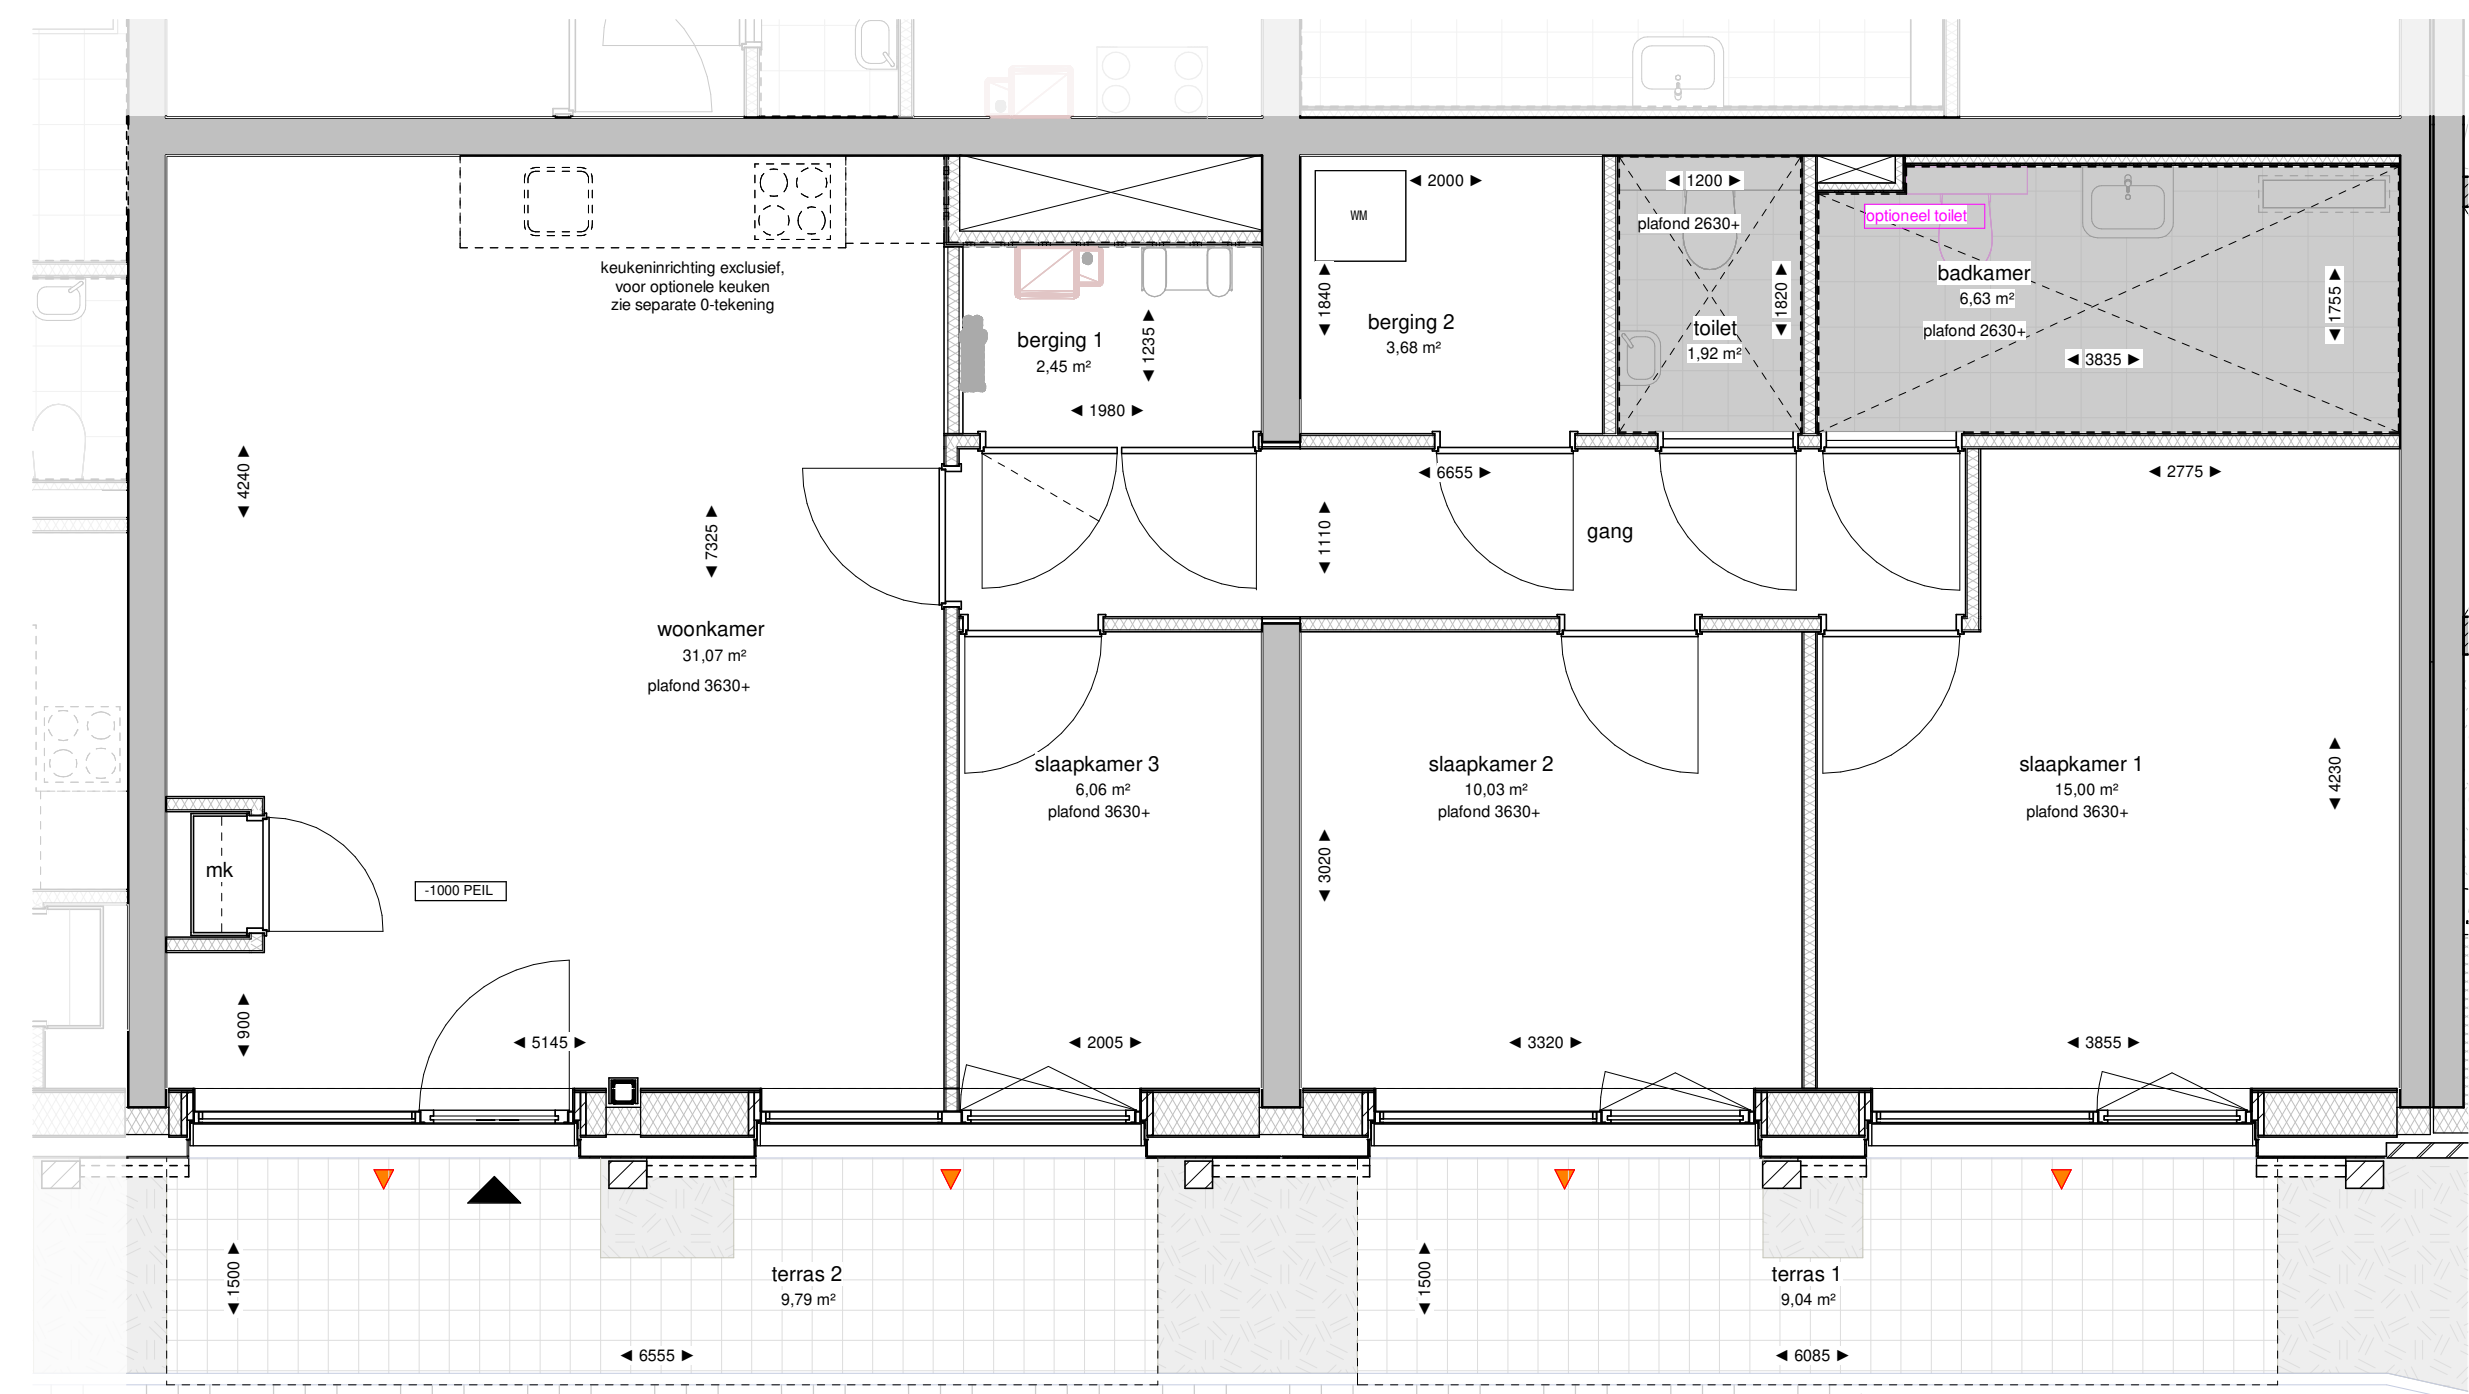 ◄ 2000 ►
WM
◄ 1840 ►
berging 2
3,68 m²
◄ 1200 ►
plafond 2630+
◄ 1820 ►
toilet
1,92 m²
optioneel toilet
badkamer
6,63 m²
plafond 2630+
◄ 3835 ►
◄ 1755 ►
keukeninrichting exclusief,
voor optionele keuken
zie separate 0-tekening
berging 1
2,45 m²
◄ 1235 ►
◄ 1980 ►
◄ 4240 ►
◄ 7325 ►
◄ 6655 ►
◄ 1110 ►
gang
◄ 2775 ►
woonkamer
31,07 m²
plafond 3630+
slaapkamer 3
6,06 m²
plafond 3630+
slaapkamer 2
10,03 m²
plafond 3630+
slaapkamer 1
15,00 m²
plafond 3630+
◄ 4230 ►
◄ 3020 ►
mk
-1000 PEIL
◄ 900 ►
◄ 5145 ►
◄ 2005 ►
◄ 3320 ►
◄ 3855 ►
◄ 1500 ►
terras 2
9,79 m²
◄ 6555 ►
◄ 1500 ►
terras 1
9,04 m²
◄ 6085 ►